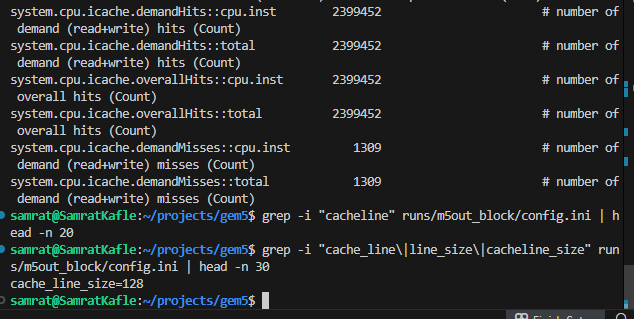 system.cpu.icache.demandHits::cpu.inst 2399452 # number of
demand (read+write) hits (Count)
system.cpu.icache.demandHits::total 2399452 # number of
demand (read+write) hits (Count)
system.cpu.icache.overallHits::cpu.inst 2399452 # number of
overall hits (Count)
system.cpu.icache.overallHits::total 2399452 # number of
overall hits (Count)
system.cpu.icache.demandMisses::cpu.inst 1309 # number of
demand (read+write) misses (Count)
system.cpu.icache.demandMisses::total 1309 # number of
demand (read+write) misses (Count)
samrat@SamratKafle:~/projects/gem5$ grep -i "cacheline" runs/m5out_block/config.ini | h
ead -n 20
samrat@SamratKafle:~/projects/gem5$ grep -i "cache_line\|line_size\|cacheline_size" run
s/m5out_block/config.ini | head -n 30
cache_line_size=128
samrat@SamratKafle:~/projects/gem5$